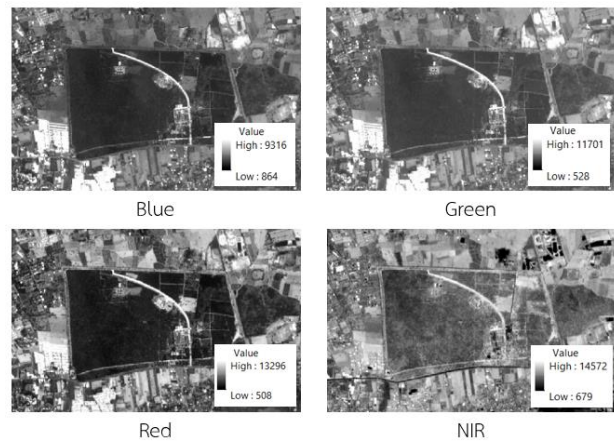 Value
High : 9316
Low : 864
Blue
Value
High : 11701
Low : 528
Green
Value
High : 13296
Low : 508
Red
Value
High : 14572
Low : 679
NIR